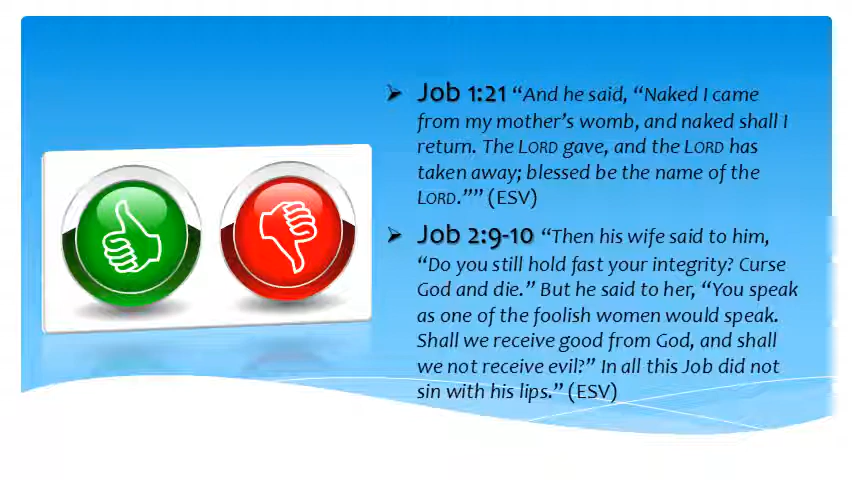 ➢ Job 1:21 “And he said, “Naked I came
from my mother’s womb, and naked shall I
return. The LORD gave, and the LORD has
taken away; blessed be the name of the
LORD.”” (ESV)
➢ Job 2:9-10 “Then his wife said to him,
“Do you still hold fast your integrity? Curse
God and die.” But he said to her, “You speak
as one of the foolish women would speak.
Shall we receive good from God, and shall
we not receive evil?” In all this Job did not
sin with his lips.” (ESV)